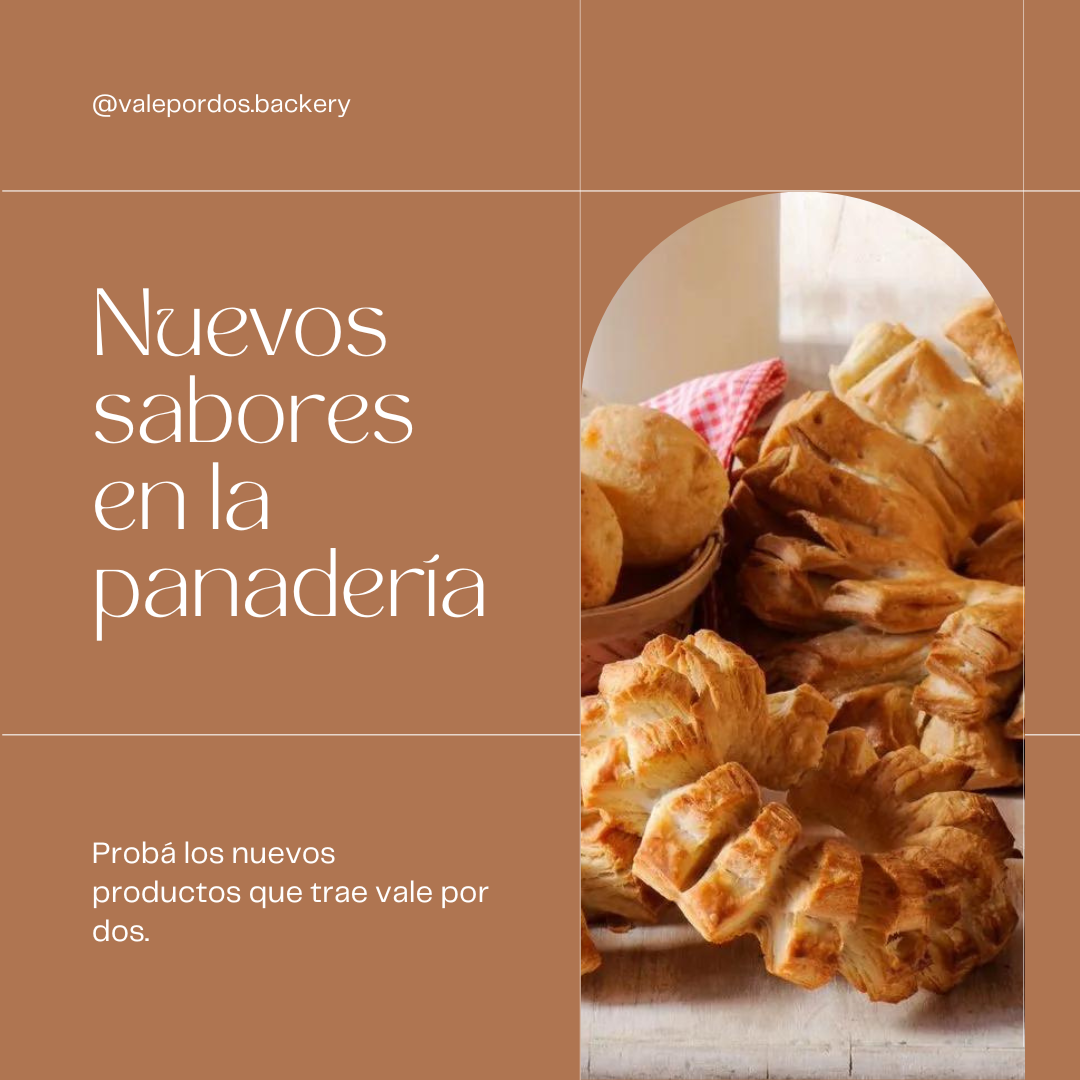 @valepordos.backery
Nuevos
sabores
en la
panadería
Probá los nuevos
productos que trae vale por
dos.